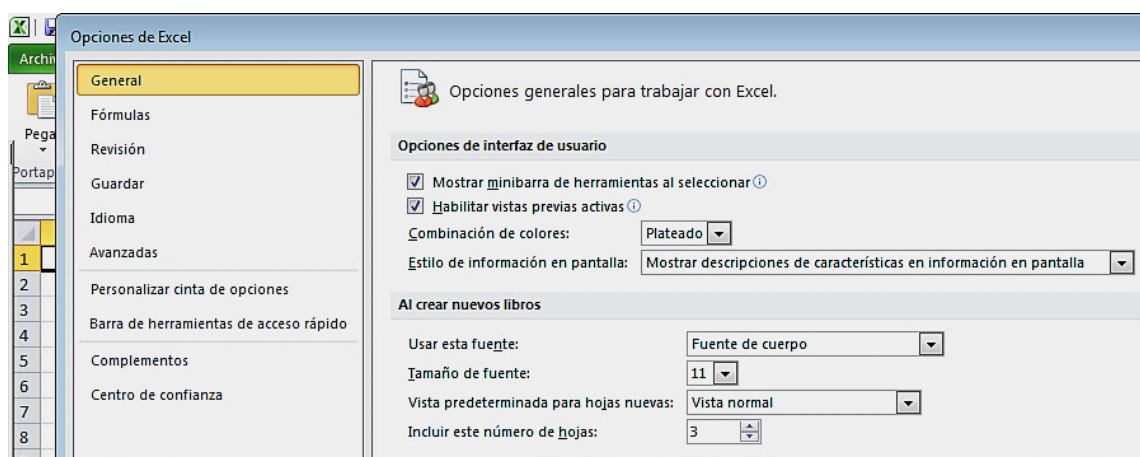 Opciones de Excel
General
Fórmulas
Revisión
Guardar
Idioma
Avanzadas
Personalizar cinta de opciones
Barra de herramientas de acceso rápido
Complementos
Centro de confianza
Opciones generales para trabajar con Excel.
Opciones de interfaz de usuario
Mostrar minibarra de herramientas al seleccionar
Habilitar vistas previas activas
Combinación de colores: Plateado
Estilo de información en pantalla: Mostrar descripciones de características en información en pantalla
Al crear nuevos libros
Usar esta fuente: Fuente de cuerpo
Tamaño de fuente: 11
Vista predeterminada para hojas nuevas: Vista normal
Incluir este número de hojas: 3
Archiv
Pega
Portap
1
2
3
4
5
6
7
8